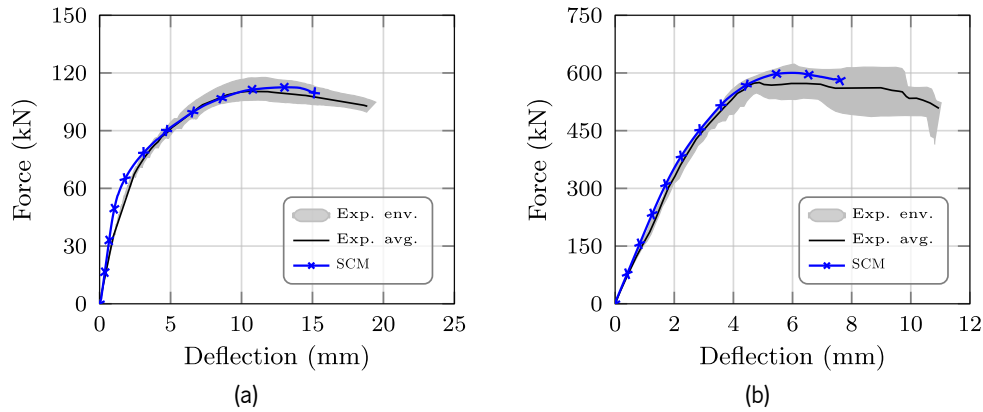 150
120
90
60
30
0
Force (kN)
Exp. env.
Exp. avg.
SCM
0 5 10 15 20 25
Deflection (mm)
(a)
750
600
450
300
150
0
Force (kN)
Exp. env.
Exp. avg.
SCM
0 2 4 6 8 10 12
Deflection (mm)
(b)